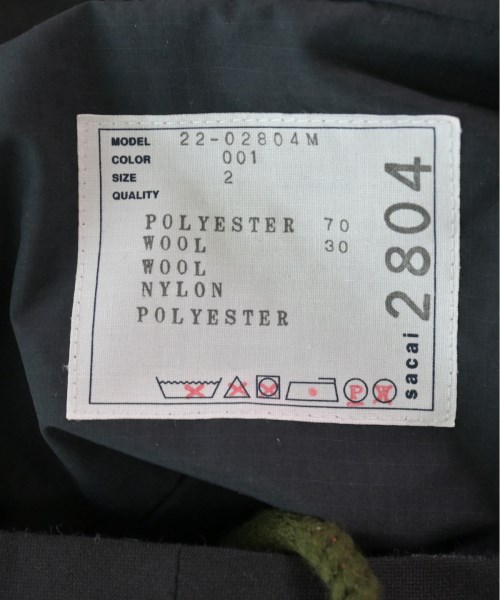 MODEL 22-02804M
COLOR 001
SIZE 2
QUALITY
POLYESTER 70
WOOL 30
WOOL
NYLON
POLYESTER
P W
sacai 2804